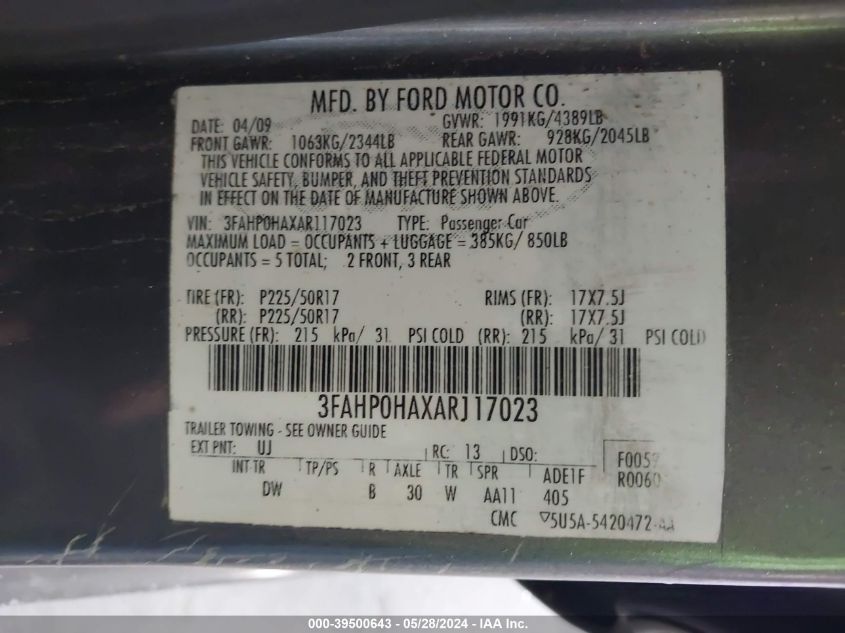 MFD. BY FORD MOTOR CO.
DATE: 04/09 GVWR: 1991KG/4389LB
FRONT GAWR: 1063KG/2344LB REAR GAWR: 928KG/2045LB
THIS VEHICLE CONFORMS TO ALL APPLICABLE FEDERAL MOTOR
VEHICLE SAFETY, BUMPER, AND THEFT PREVENTION STANDARDS
IN EFFECT ON THE DATE OF MANUFACTURE SHOWN ABOVE.
VIN: 3FAHP0HAXAR117023 TYPE: Passenger Car
MAXIMUM LOAD = OCCUPANTS + LUGGAGE = 385KG/ 850LB
OCCUPANTS = 5 TOTAL; 2 FRONT, 3 REAR
TIRE (FR): P225/50R17 RIMS (FR): 17X7.5J
(RR): P225/50R17 (RR): 17X7.5J
PRESSURE (FR): 215 kPa/ 31 PSI COLD (RR): 215 kPa/ 31 PSI COLD
3FAHP0HAXAR117023
TRAILER TOWING - SEE OWNER GUIDE
EXT PNT: UJ RC: 13 DSO: F0057
INT TR TP/PS R AXLE TR SPR ADE1F R0060
DW B 30 W AA11 405
CMC ▽5U5A-5420472-AA
000-39500643 / 05/28/2024 - IAA Inc.